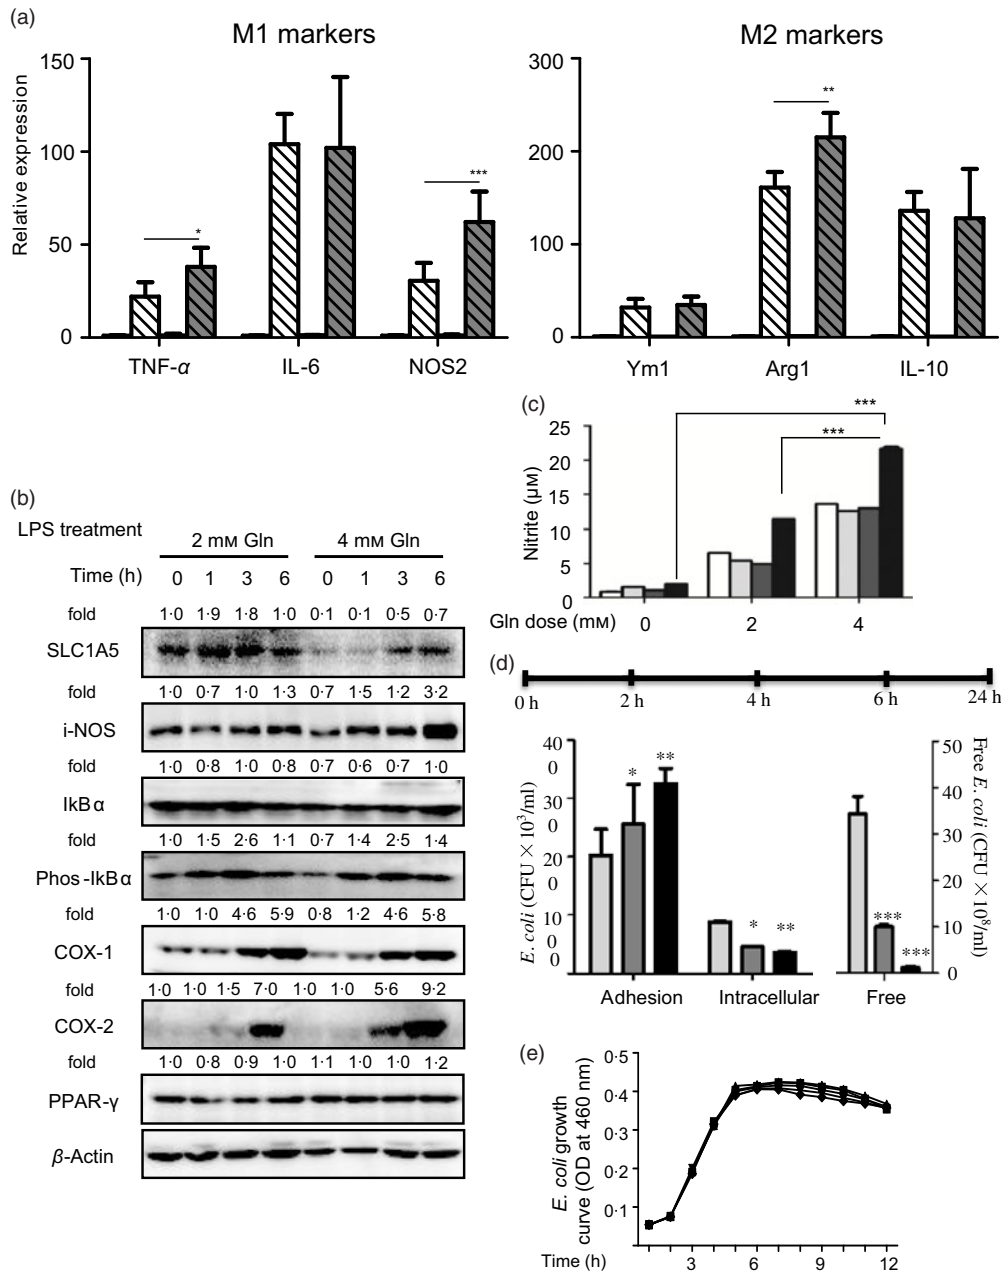 (a)
M1 markers
M2 markers
Relative expression
150
100
50
0
TNF-α
IL-6
NOS2
*
***
300
200
100
0
Ym1
Arg1
IL-10
**
(b)
LPS treatment
2 mM Gln
4 mM Gln
Time (h) 0 1 3 6 0 1 3 6
fold 1·0 1·9 1·8 1·0 0·1 0·1 0·5 0·7
SLC1A5
fold 1·0 0·7 1·0 1·3 0·7 1·5 1·2 3·2
i-NOS
fold 1·0 0·8 1·0 0·8 0·7 0·6 0·7 1·0
IkBα
fold 1·0 1·5 2·6 1·1 0·7 1·4 2·5 1·4
Phos-IkBα
fold 1·0 1·0 4·6 5·9 0·8 1·2 4·6 5·8
COX-1
fold 1·0 1·0 1·5 7·0 1·0 1·0 5·6 9·2
COX-2
fold 1·0 0·8 0·9 1·0 1·1 1·0 1·0 1·2
PPAR-γ
β-Actin
(c)
Nitrite (μM)
25
20
15
10
5
0
***
***
Gln dose (mM) 0 2 4
(d)
0 h 2 h 4 h 6 h 24 h
E. coli (CFU × 10³/ml)
40
0
30
0
20
0
10
0
0
* **
* **
***
***
Adhesion
Intracellular
Free
50
40
30
20
10
0
Free E. coli (CFU × 10⁸/ml)
(e)
E. coli growth
curve (OD at 460 nm)
0·5
0·4
0·3
0·2
0·1
Time (h) 3 6 9 12